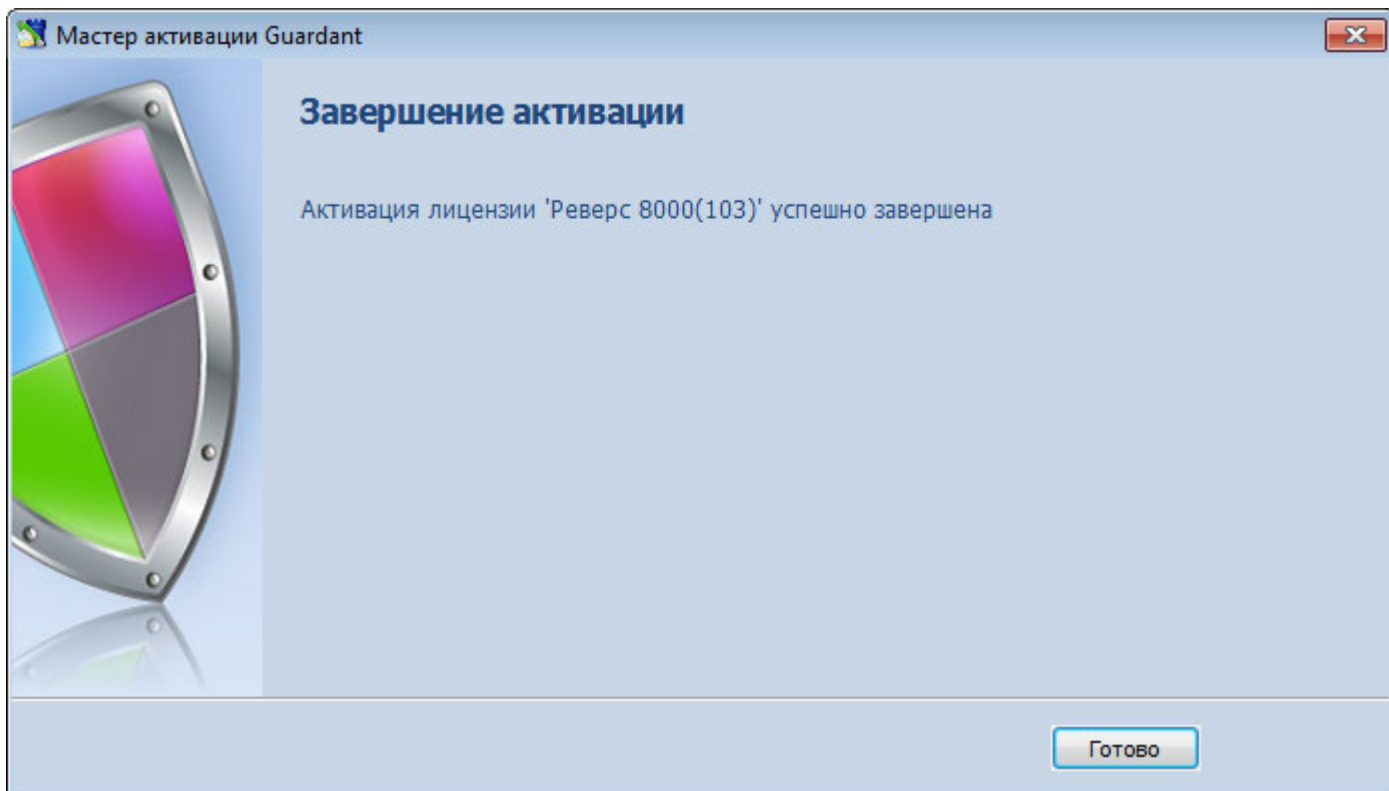 Мастер активации Guardant
Завершение активации
Активация лицензии 'Реверс 8000(103)' успешно завершена
Готово